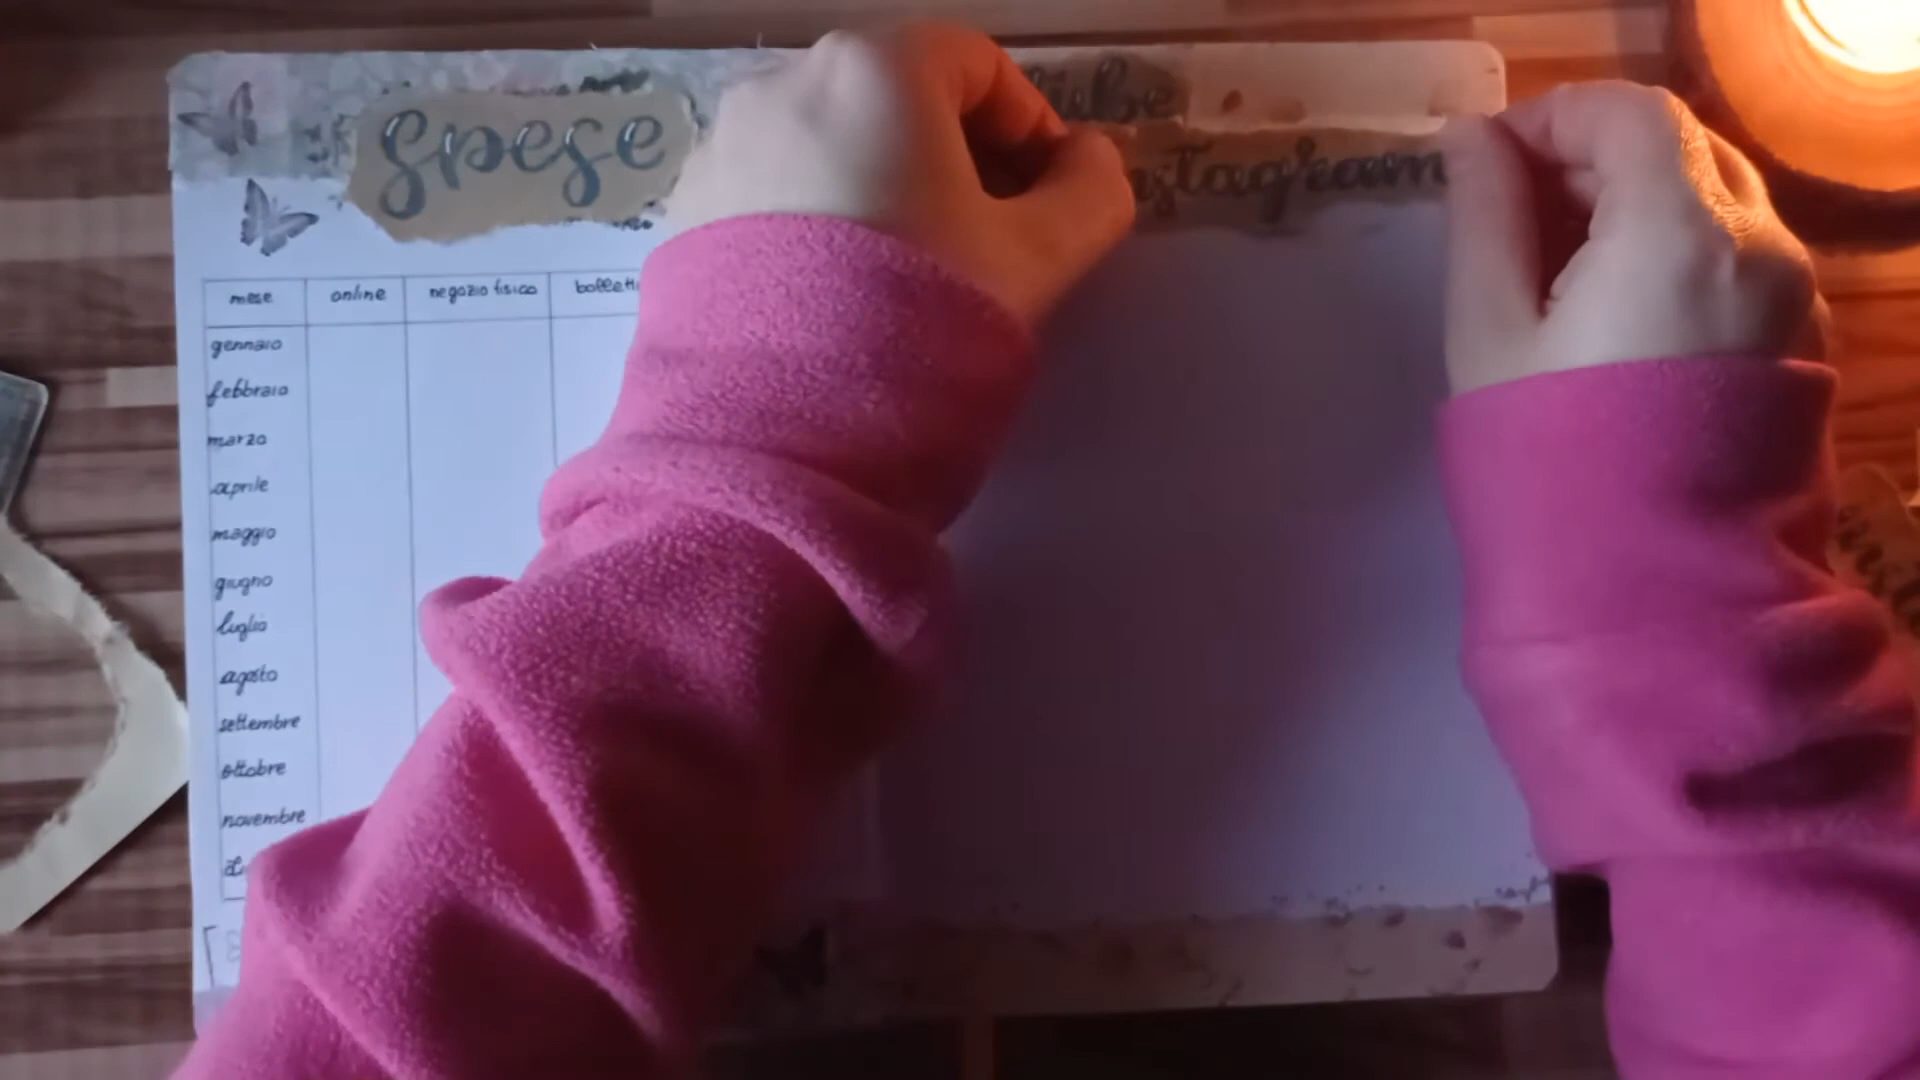 spese
mese online negozio fisico
gennaio
febbraio
marzo
aprile
maggio
giugno
luglio
agosto
settembre
ottobre
novembre